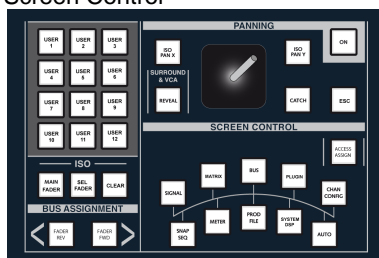 Screen Control
PANNING
USER
1
USER
2
USER
3
USER
4
USER
5
USER
6
USER
7
USER
8
USER
9
USER
10
USER
11
USER
12
ISO
MAIN
FADER
SEL
FADER
CLEAR
BUS ASSIGNMENT
FADER
REV
FADER
FWD
ISO
PAN X
ISO
PAN Y
ON
SURROUND
& VCA
REVEAL
CATCH
ESC
SCREEN CONTROL
ACCESS
ASSIGN
SIGNAL
MATRIX
BUS
PLUGIN
CHAN
CONFIG
SNAP
SEQ
METER
PROD
FILE
SYSTEM
DSP
AUTO